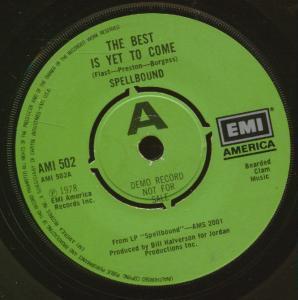 THE BEST
IS YET TO COME
(Flast—Preston—Burgess)
SPELLBOUND
A
EMI
AMERICA
AMI 502
AMI 502A
Ⓟ 1978
EMI America
Records Inc.
DEMO RECORD
NOT FOR
SALE
Bearded
Clam
Music
From LP "Spellbound"—AMS 2001
Produced by Bill Halverson for Jordan
Productions Inc.